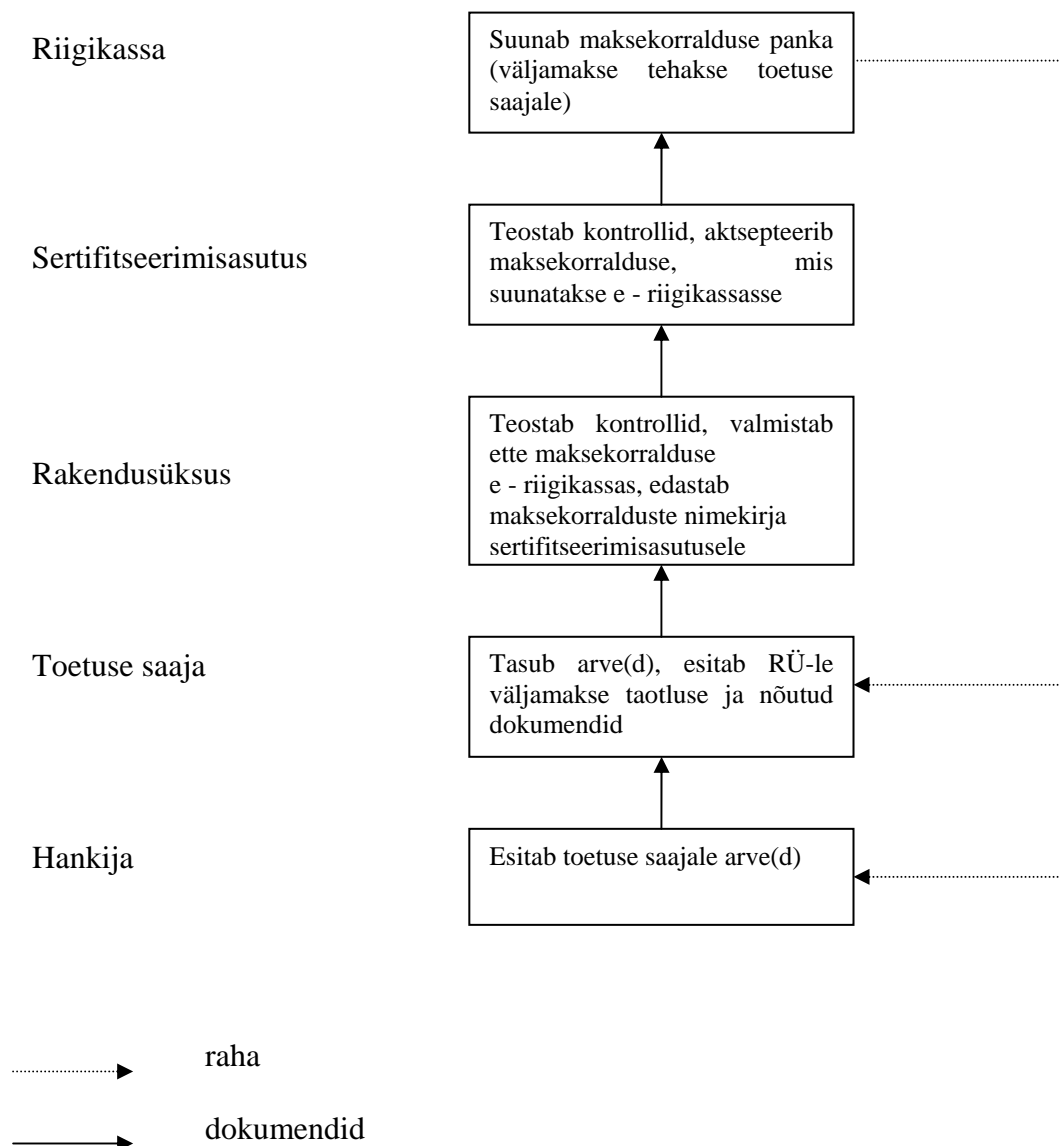 Riigikassa
Suunab maksekorralduse panka
(väljamakse tehakse toetuse
saajale)
Sertifitseerimisasutus
Teostab kontrollid, aktsepteerib
maksekorralduse, mis
suunatakse e - riigikassasse
Rakendusüksus
Teostab kontrollid, valmistab
ette maksekorralduse
e - riigikassas, edastab
maksekorralduste nimekirja
sertifitseerimisasutusele
Toetuse saaja
Tasub arve(d), esitab RÜ-le
väljamakse taotluse ja nõutud
dokumendid
Hankija
Esitab toetuse saajale arve(d)
raha
dokumendid